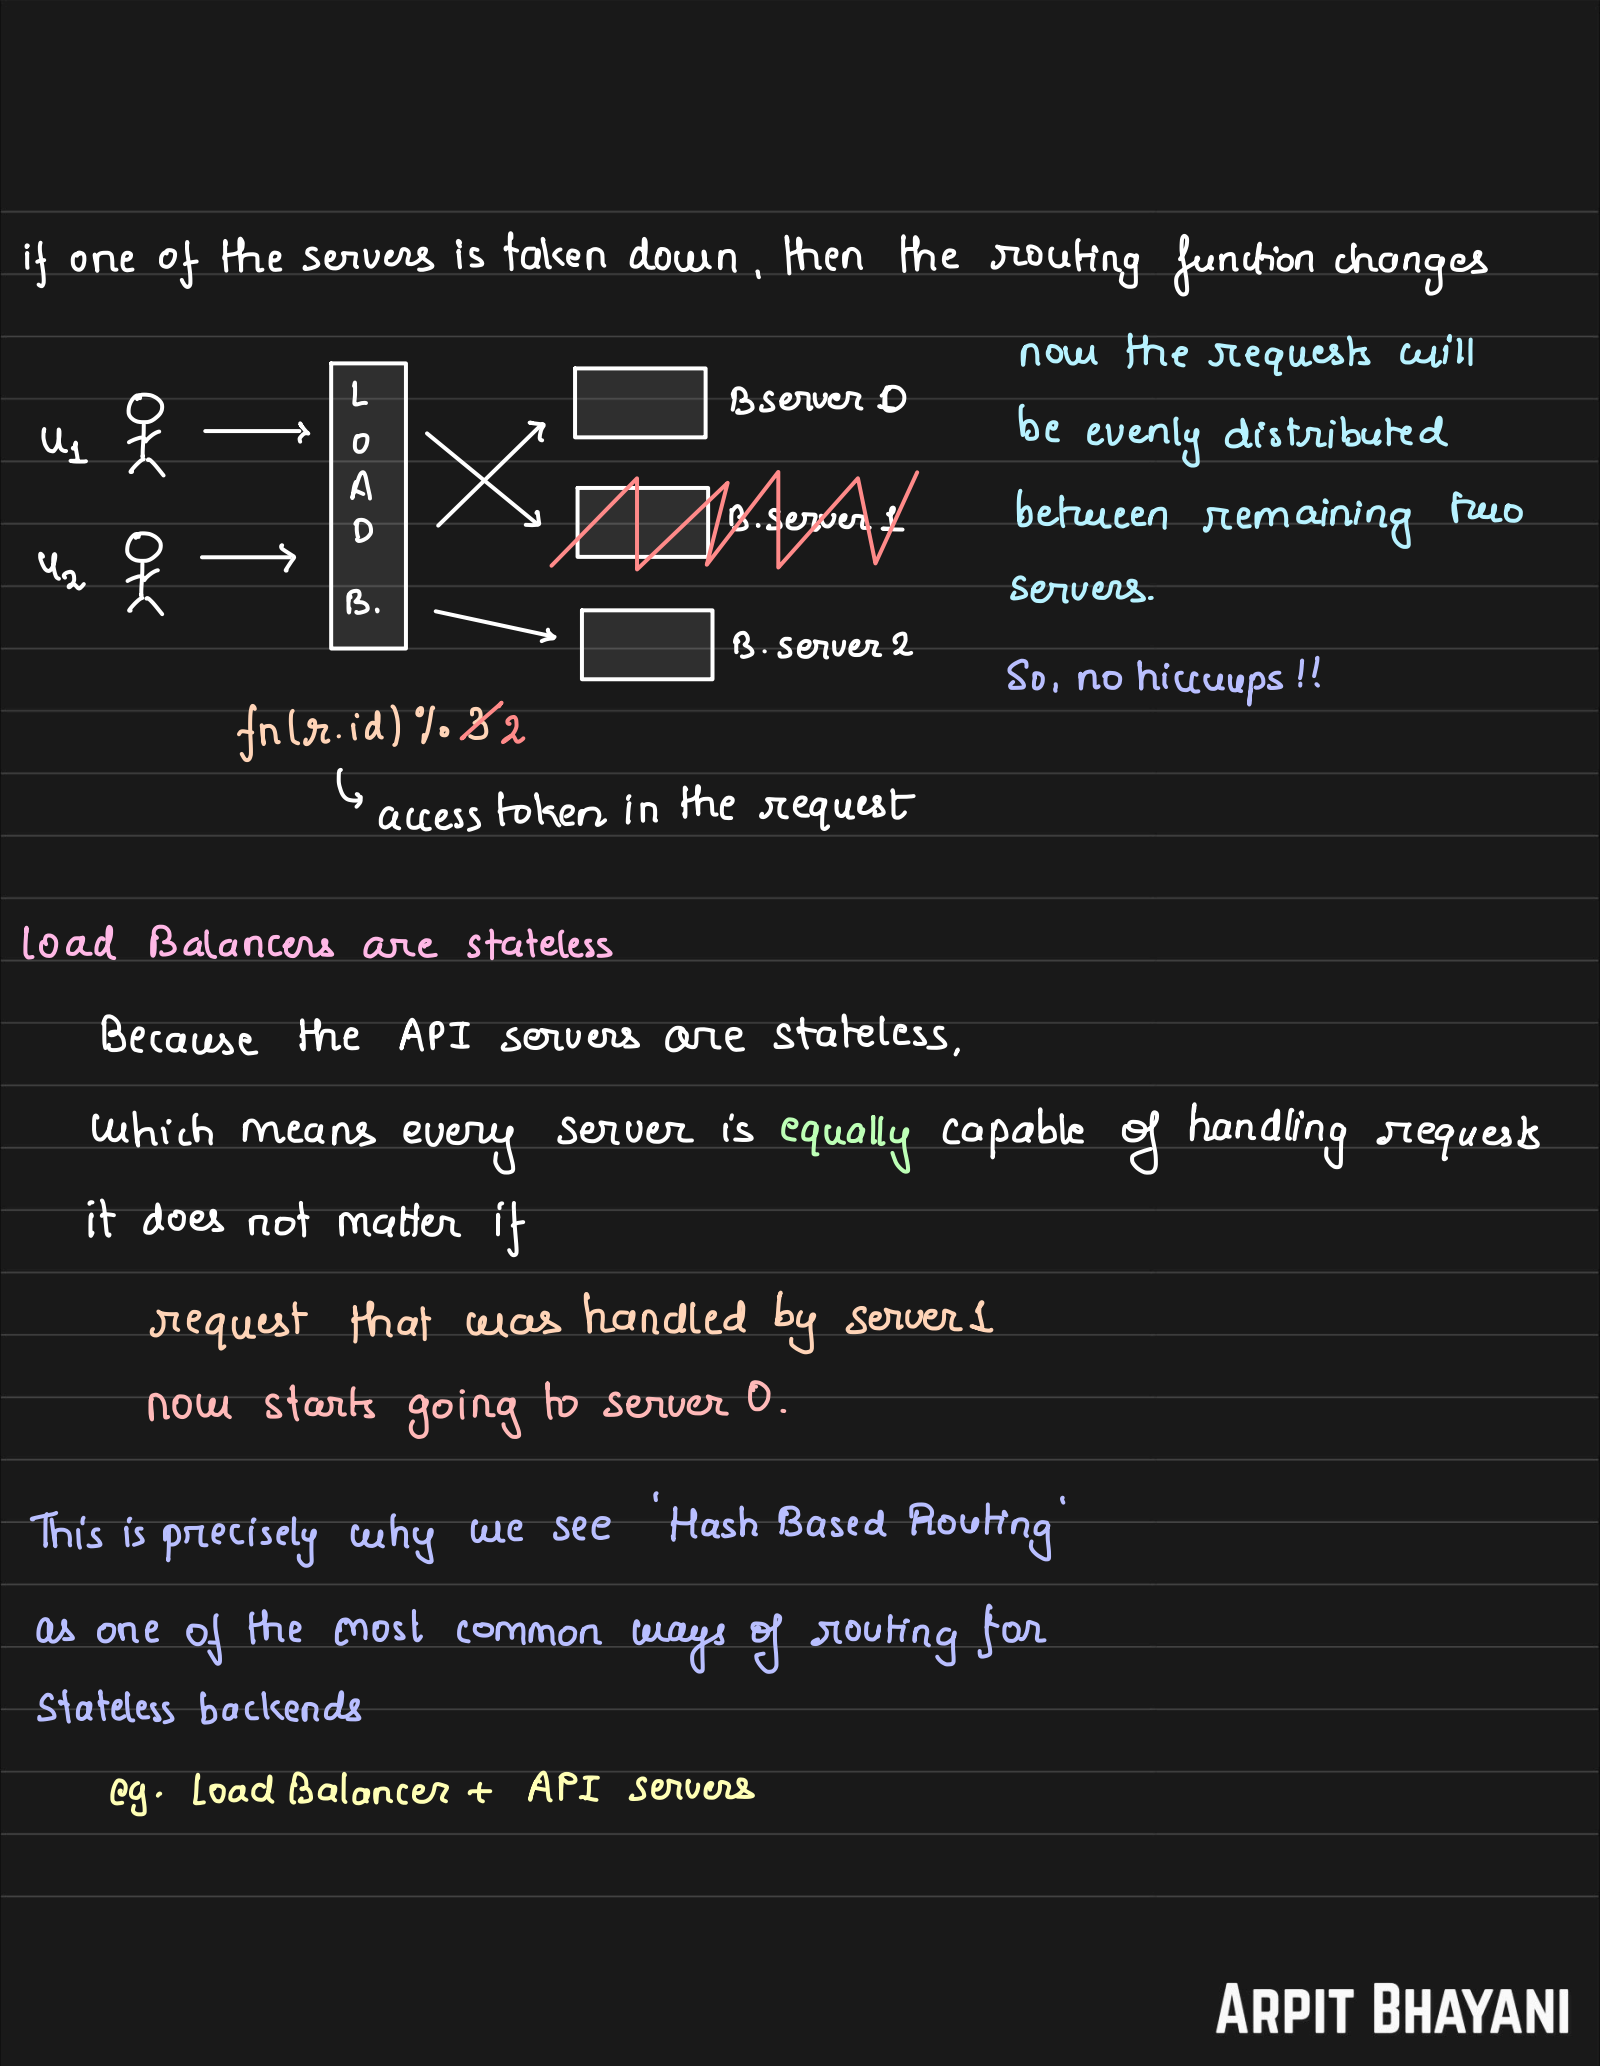 if one of the servers is taken down, then the routing function changes
now the requests will
be evenly distributed
between remaining two
servers.
So, no hiccups!!
u1
u2
L
O
A
D
B.
B server 0
B. server 1
B. server 2
fn(r.id) % 3 2
access token in the request
Load Balancers are stateless
Because the API servers are stateless,
which means every server is equally capable of handling requests
it does not matter if
request that was handled by server 1
now starts going to server 0.
This is precisely why we see 'Hash Based Routing'
as one of the most common ways of routing for
Stateless backends
eg. Load Balancer + API servers
ARPIT BHAYANI